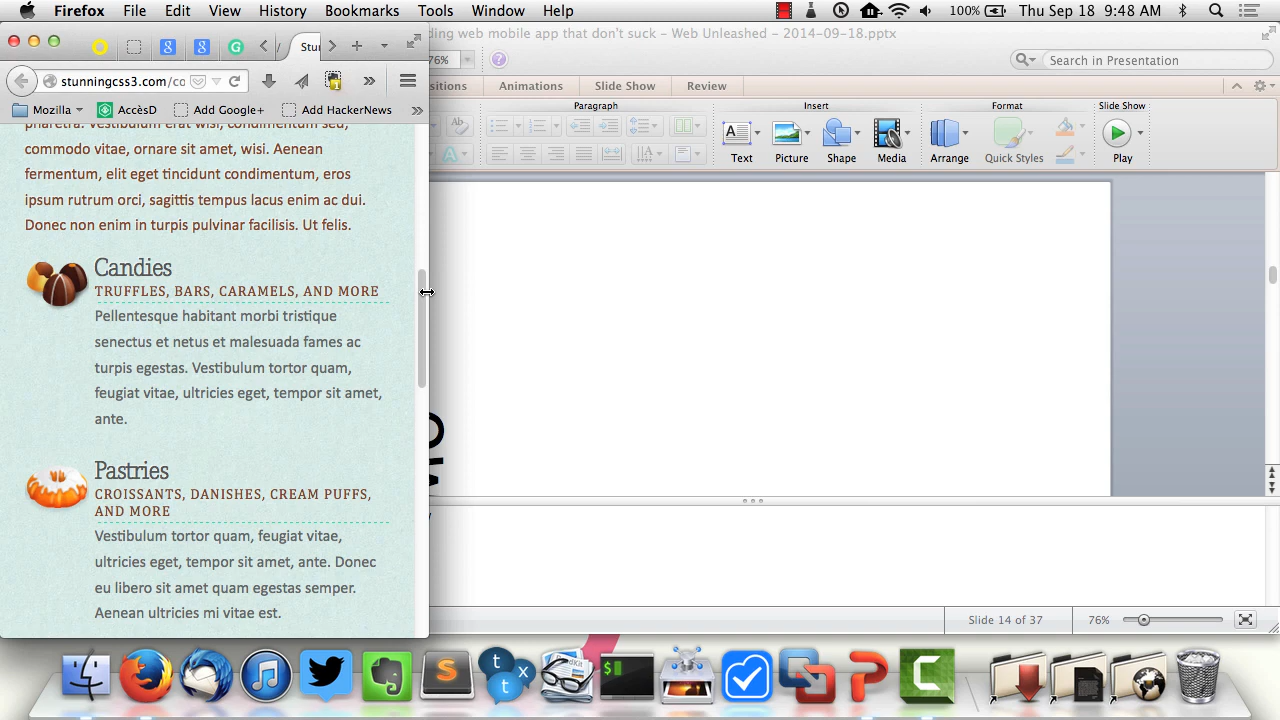 Firefox File Edit View History Bookmarks Tools Window Help 100% Thu Sep 18 9:48 AM
ding web mobile app that don't suck – Web Unleashed – 2014-09-18.pptx
Stu
76%
Search in Presentation
stunningcss3.com/co
sitions Animations Slide Show Review
Mozilla AccèsD Add Google+ Add HackerNews
Paragraph Insert Format Slide Show
Text Picture Shape Media Arrange Quick Styles Play
commodo vitae, ornare sit amet, wisi. Aenean
fermentum, elit eget tincidunt condimentum, eros
ipsum rutrum orci, sagittis tempus lacus enim ac dui.
Donec non enim in turpis pulvinar facilisis. Ut felis.
Candies
TRUFFLES, BARS, CARAMELS, AND MORE
Pellentesque habitant morbi tristique
senectus et netus et malesuada fames ac
turpis egestas. Vestibulum tortor quam,
feugiat vitae, ultricies eget, tempor sit amet,
ante.
Pastries
CROISSANTS, DANISHES, CREAM PUFFS,
AND MORE
Vestibulum tortor quam, feugiat vitae,
ultricies eget, tempor sit amet, ante. Donec
eu libero sit amet quam egestas semper.
Aenean ultricies mi vitae est.
Slide 14 of 37 76%